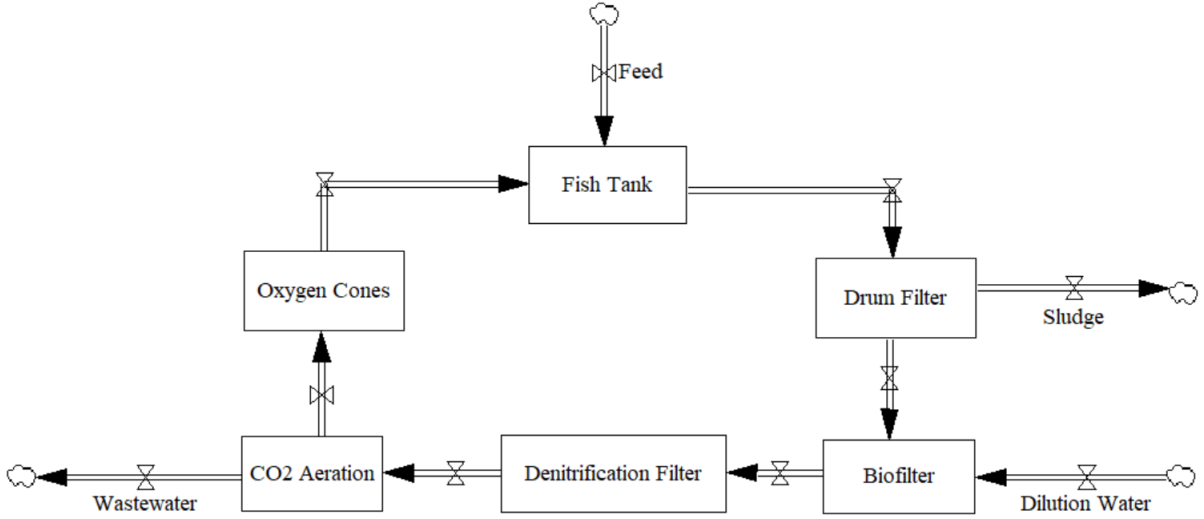 Feed
Fish Tank
Oxygen Cones
Drum Filter
Sludge
CO2 Aeration
Denitrification Filter
Biofilter
Wastewater
Dilution Water